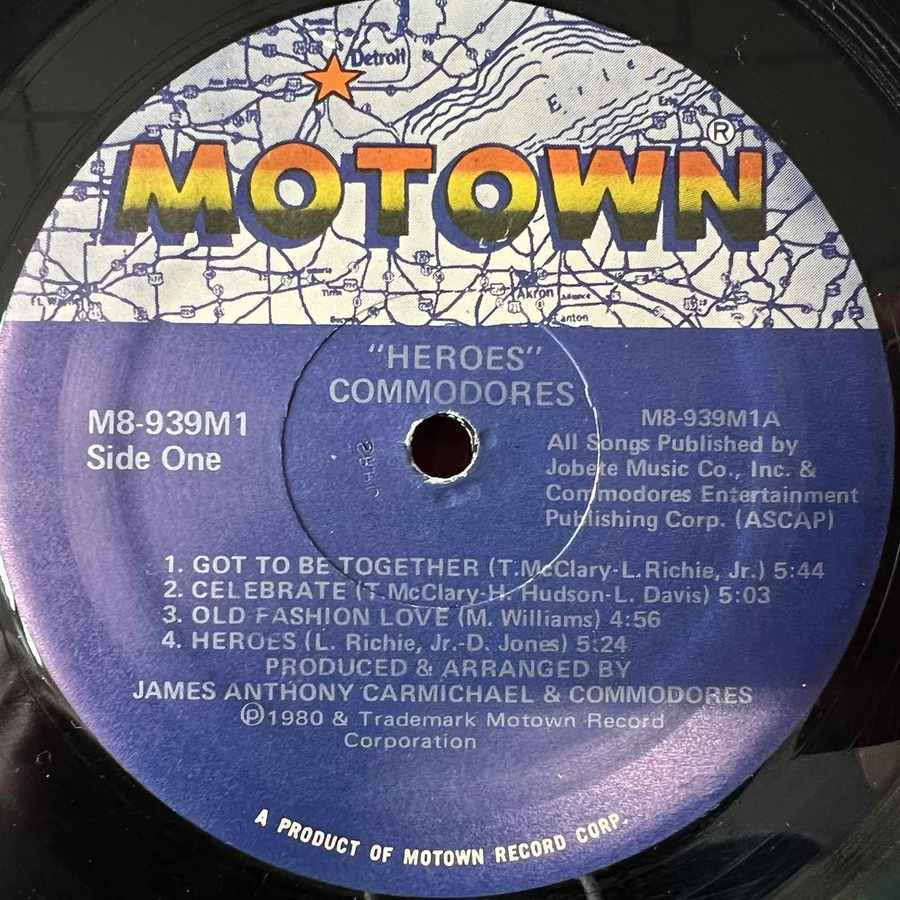 Detroit
Erie
MOTOWN®
Akron
"HEROES"
COMMODORES
M8-939M1
Side One
M8-939M1A
All Songs Published by
Jobete Music Co., Inc. &
Commodores Entertainment
Publishing Corp. (ASCAP)
1. GOT TO BE TOGETHER (T. McClary-L. Richie, Jr.) 5:44
2. CELEBRATE (T. McClary-H. Hudson-L. Davis) 5:03
3. OLD FASHION LOVE (M. Williams) 4:56
4. HEROES (L. Richie, Jr.-D. Jones) 5:24
PRODUCED & ARRANGED BY
JAMES ANTHONY CARMICHAEL & COMMODORES
℗1980 & Trademark Motown Record
Corporation
A PRODUCT OF MOTOWN RECORD CORP.